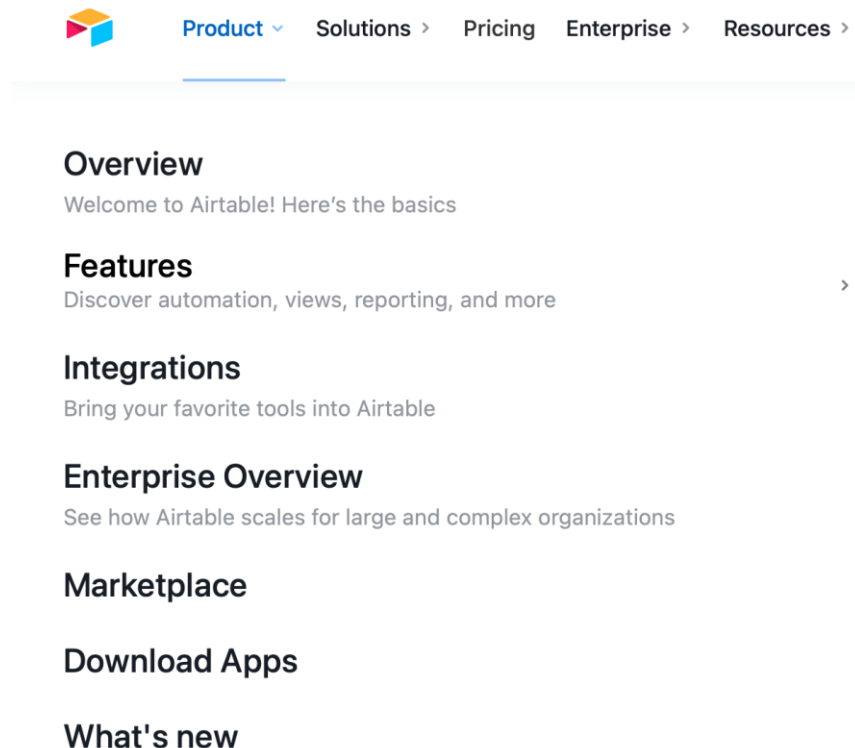 Product Solutions Pricing Enterprise Resources
Overview
Welcome to Airtable! Here’s the basics
Features
Discover automation, views, reporting, and more
Integrations
Bring your favorite tools into Airtable
Enterprise Overview
See how Airtable scales for large and complex organizations
Marketplace
Download Apps
What's new